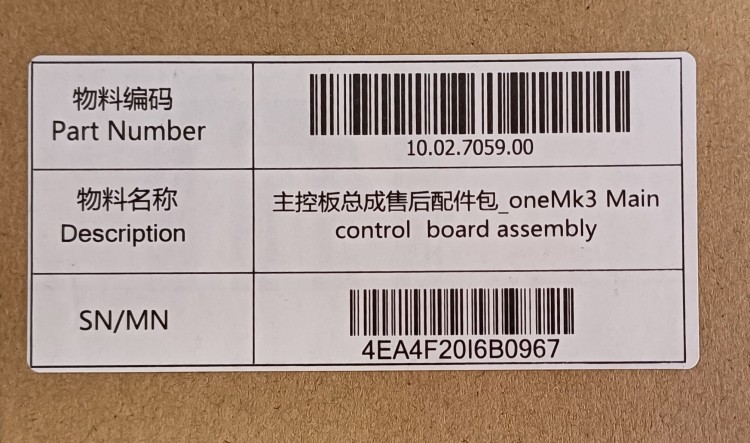 物料编码
Part Number
10.02.7059.00
物料名称
Description
主控板总成售后配件包_oneMk3 Main
control board assembly
SN/MN
4EA4F20I6B0967